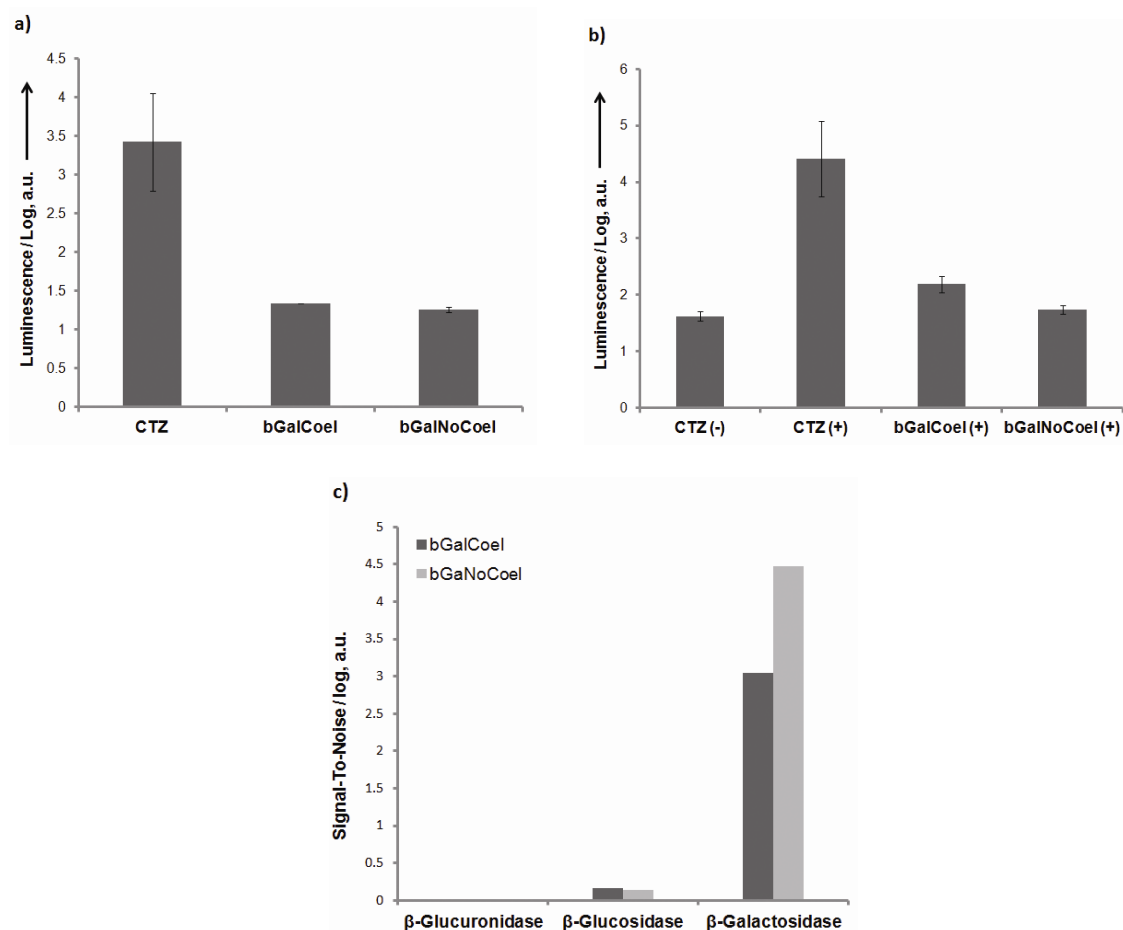 a)
Luminescence / Log, a.u.
4.5
4
3.5
3
2.5
2
1.5
1
0.5
0
CTZ bGalCoel bGalNoCoel
b)
Luminescence / Log, a.u.
6
5
4
3
2
1
0
CTZ (-) CTZ (+) bGalCoel (+) bGalNoCoel (+)
c)
Signal-To-Noise / log, a.u.
5
4.5
4
3.5
3
2.5
2
1.5
1
0.5
0
bGalCoel
bGaNoCoel
β-Glucuronidase β-Glucosidase β-Galactosidase